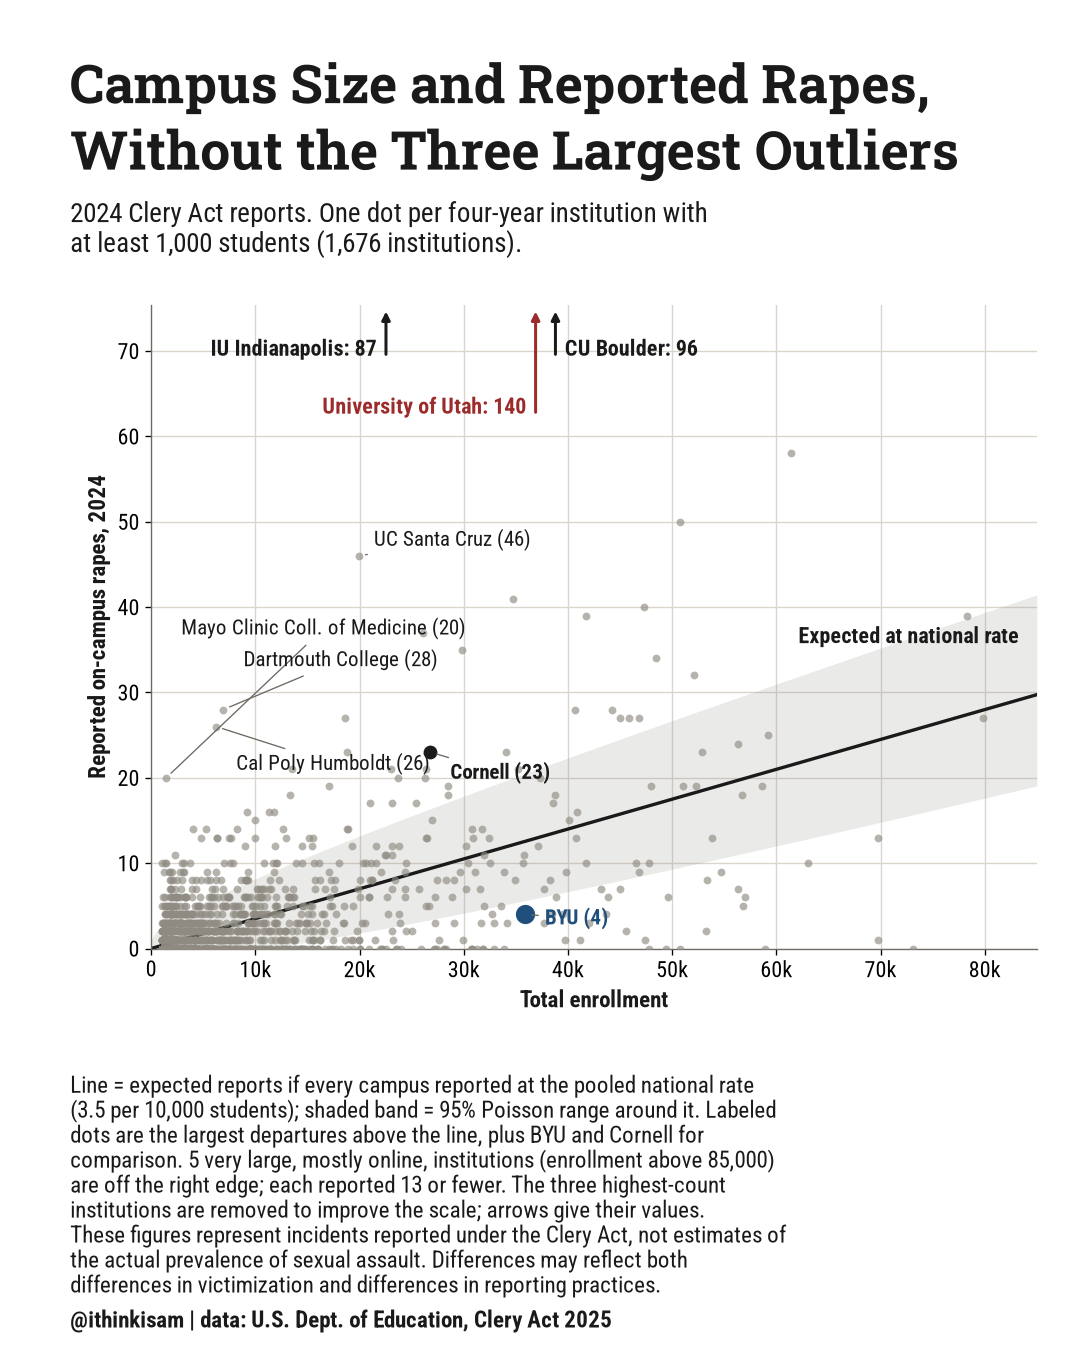 Campus Size and Reported Rapes,
Without the Three Largest Outliers
2024 Clery Act reports. One dot per four-year institution with
at least 1,000 students (1,676 institutions).
IU Indianapolis: 87
CU Boulder: 96
University of Utah: 140
UC Santa Cruz (46)
Mayo Clinic Coll. of Medicine (20)
Dartmouth College (28)
Expected at national rate
Cal Poly Humboldt (26)
Cornell (23)
BYU (4)
Reported on-campus rapes, 2024
70
60
50
40
30
20
10
0
0 10k 20k 30k 40k 50k 60k 70k 80k
Total enrollment
Line = expected reports if every campus reported at the pooled national rate
(3.5 per 10,000 students); shaded band = 95% Poisson range around it. Labeled
dots are the largest departures above the line, plus BYU and Cornell for
comparison. 5 very large, mostly online, institutions (enrollment above 85,000)
are off the right edge; each reported 13 or fewer. The three highest-count
institutions are removed to improve the scale; arrows give their values.
These figures represent incidents reported under the Clery Act, not estimates of
the actual prevalence of sexual assault. Differences may reflect both
differences in victimization and differences in reporting practices.
@ithinkisam | data: U.S. Dept. of Education, Clery Act 2025